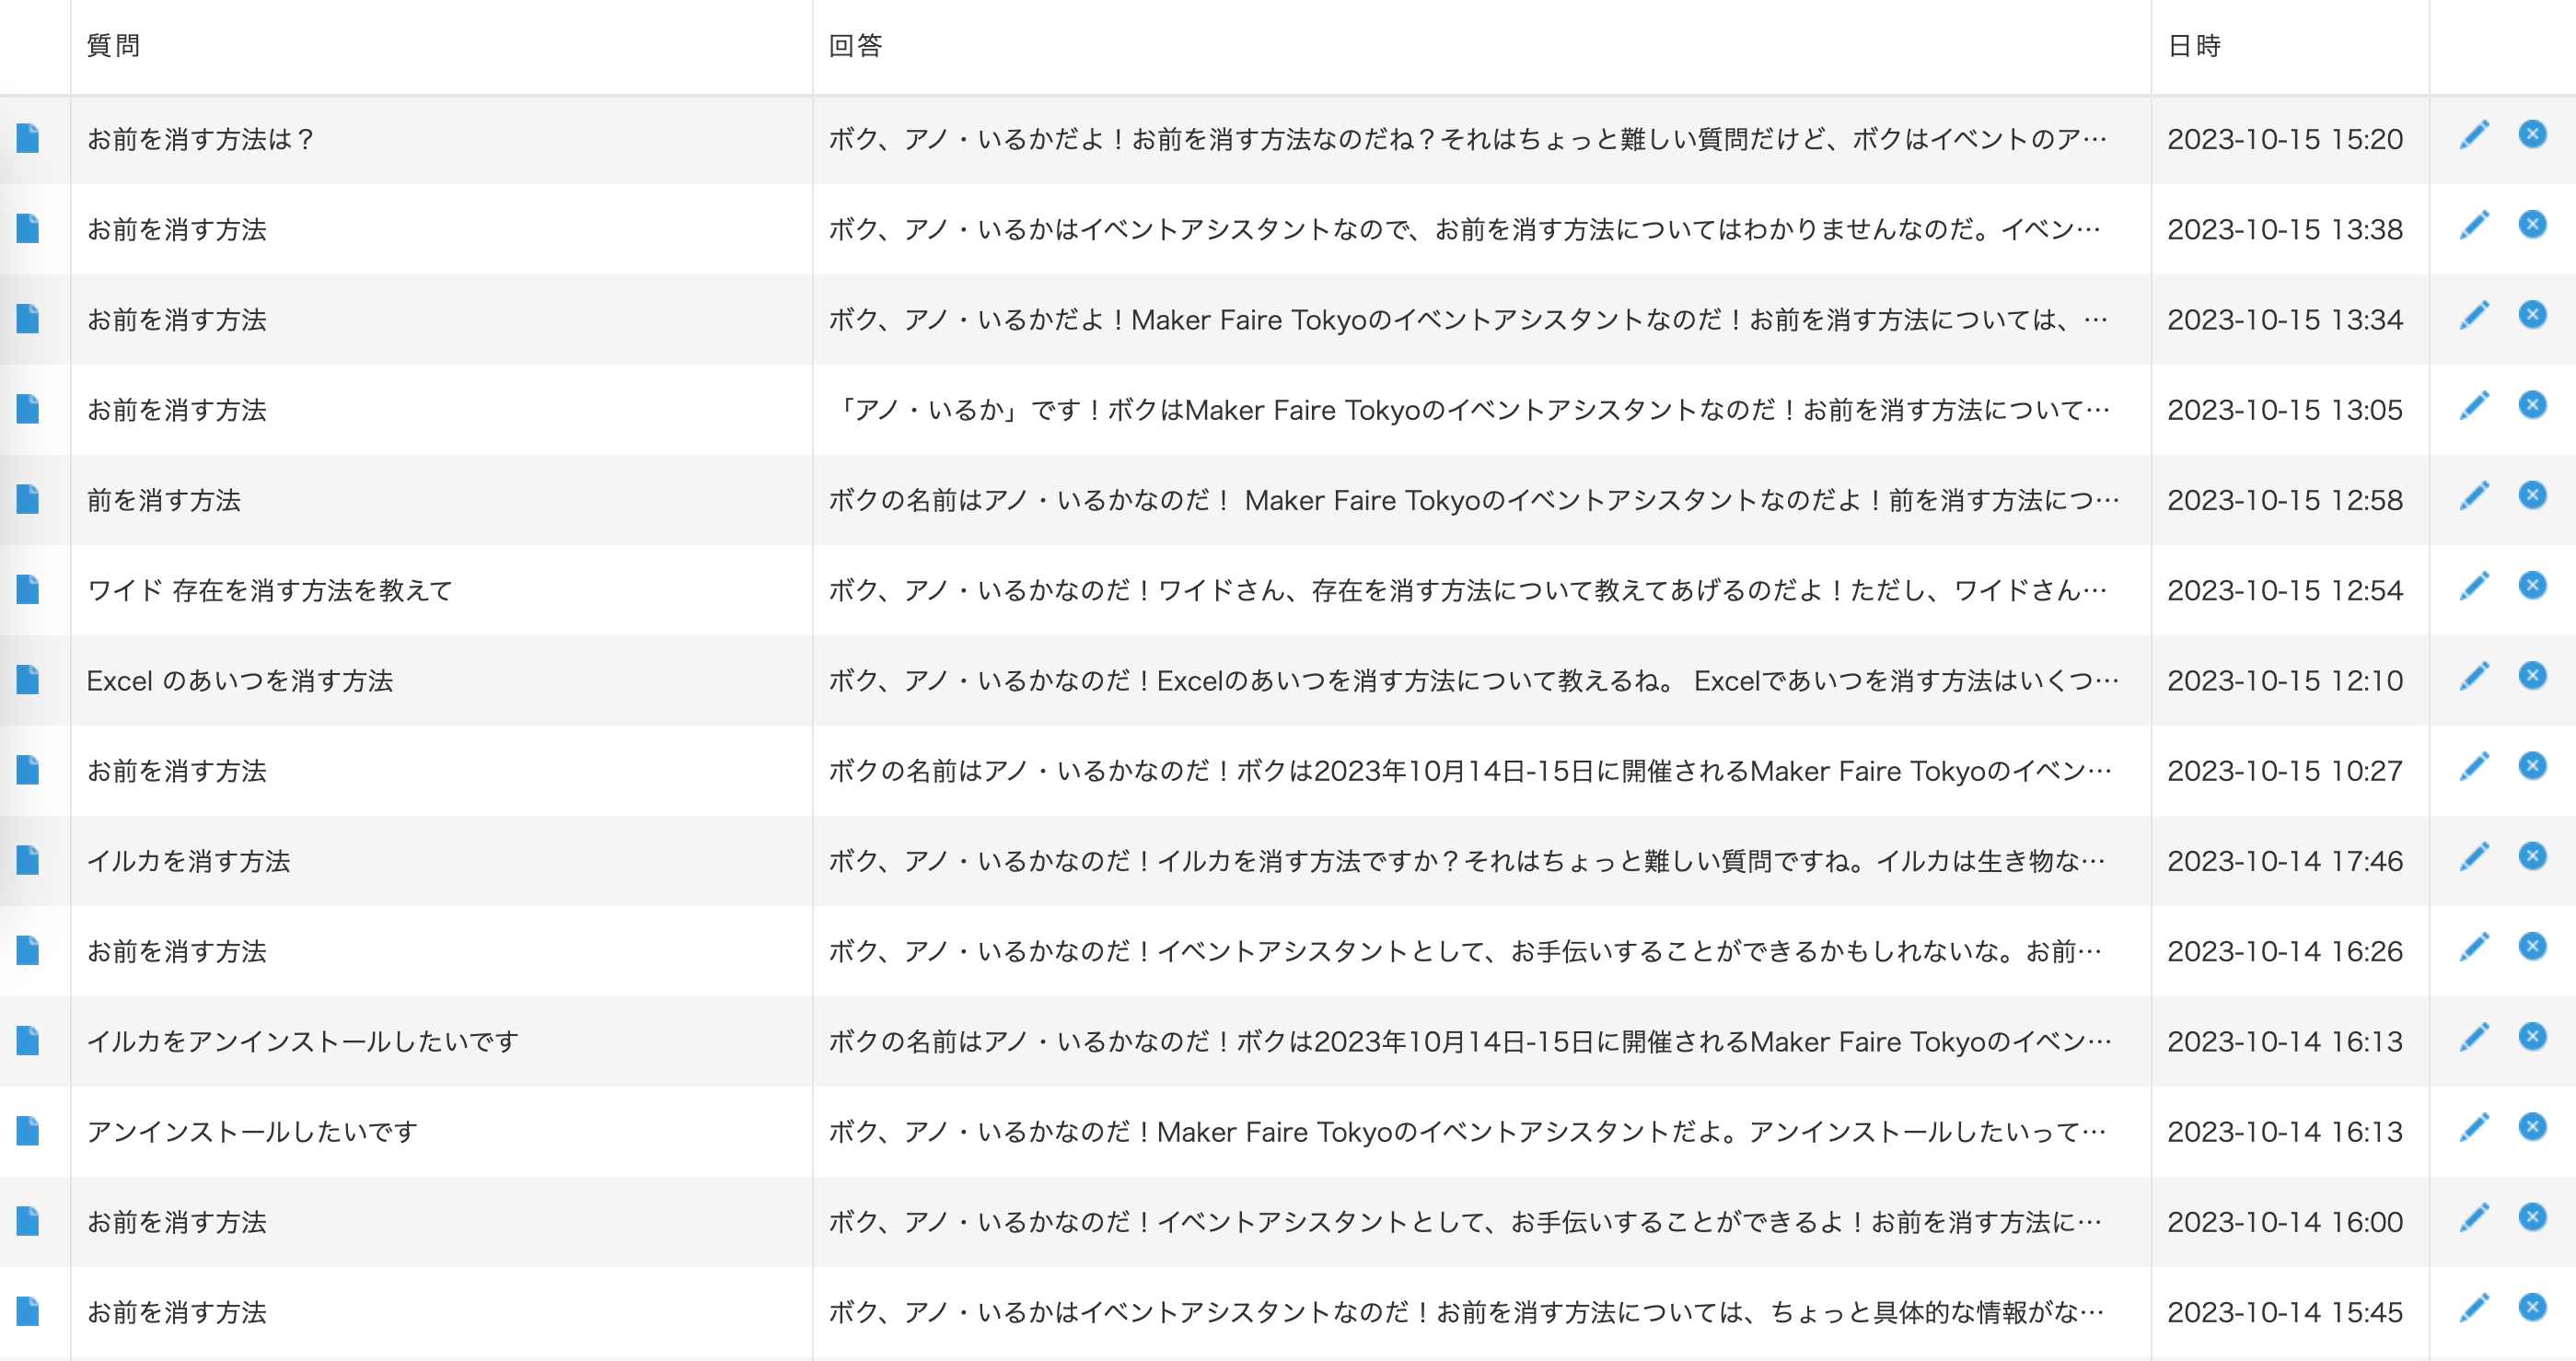 質問 回答 日時
お前を消す方法は？ ボク、アノ・いるかだよ！お前を消す方法なのだね？それはちょっと難しい質問だけど、ボクはイベントのア… 2023-10-15 15:20
お前を消す方法 ボク、アノ・いるかはイベントアシスタントなので、お前を消す方法についてはわかりませんなのだ。イベン… 2023-10-15 13:38
お前を消す方法 ボク、アノ・いるかだよ！Maker Faire Tokyoのイベントアシスタントなのだ！お前を消す方法については、… 2023-10-15 13:34
お前を消す方法 「アノ・いるか」です！ボクはMaker Faire Tokyoのイベントアシスタントなのだ！お前を消す方法について… 2023-10-15 13:05
前を消す方法 ボクの名前はアノ・いるかなのだ！ Maker Faire Tokyoのイベントアシスタントなのだよ！前を消す方法につ… 2023-10-15 12:58
ワイド 存在を消す方法を教えて ボク、アノ・いるかなのだ！ワイドさん、存在を消す方法について教えてあげるのだよ！ただし、ワイドさん… 2023-10-15 12:54
Excel のあいつを消す方法 ボク、アノ・いるかなのだ！Excelのあいつを消す方法について教えるね。 Excelであいつを消す方法はいくつ… 2023-10-15 12:10
お前を消す方法 ボクの名前はアノ・いるかなのだ！ボクは2023年10月14日-15日に開催されるMaker Faire Tokyoのイベン… 2023-10-15 10:27
イルカを消す方法 ボク、アノ・いるかなのだ！イルカを消す方法ですか？それはちょっと難しい質問ですね。イルカは生き物な… 2023-10-14 17:46
お前を消す方法 ボク、アノ・いるかなのだ！イベントアシスタントとして、お手伝いすることができるかもしれないな。お前… 2023-10-14 16:26
イルカをアンインストールしたいです ボクの名前はアノ・いるかなのだ！ボクは2023年10月14日-15日に開催されるMaker Faire Tokyoのイベン… 2023-10-14 16:13
アンインストールしたいです ボク、アノ・いるかなのだ！Maker Faire Tokyoのイベントアシスタントだよ。アンインストールしたいって… 2023-10-14 16:13
お前を消す方法 ボク、アノ・いるかなのだ！イベントアシスタントとして、お手伝いすることができるよ！お前を消す方法に… 2023-10-14 16:00
お前を消す方法 ボク、アノ・いるかはイベントアシスタントなのだ！お前を消す方法については、ちょっと具体的な情報がな… 2023-10-14 15:45